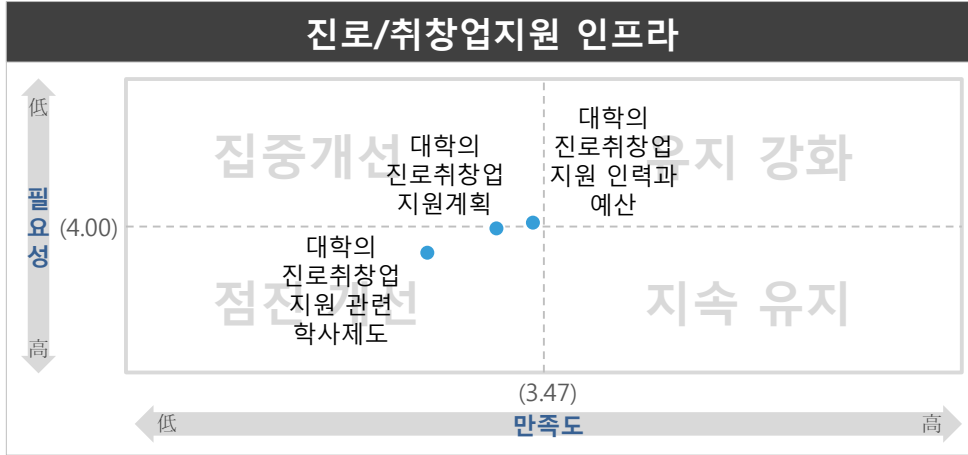 진로/취창업지원 인프라
低
필요성
(4.00)
高
집중개선
유지 강화
점진 개선
지속 유지
대학의
진로취창업
지원계획
대학의
진로취창업
지원 인력과
예산
대학의
진로취창업
지원 관련
학사제도
(3.47)
低
만족도
高